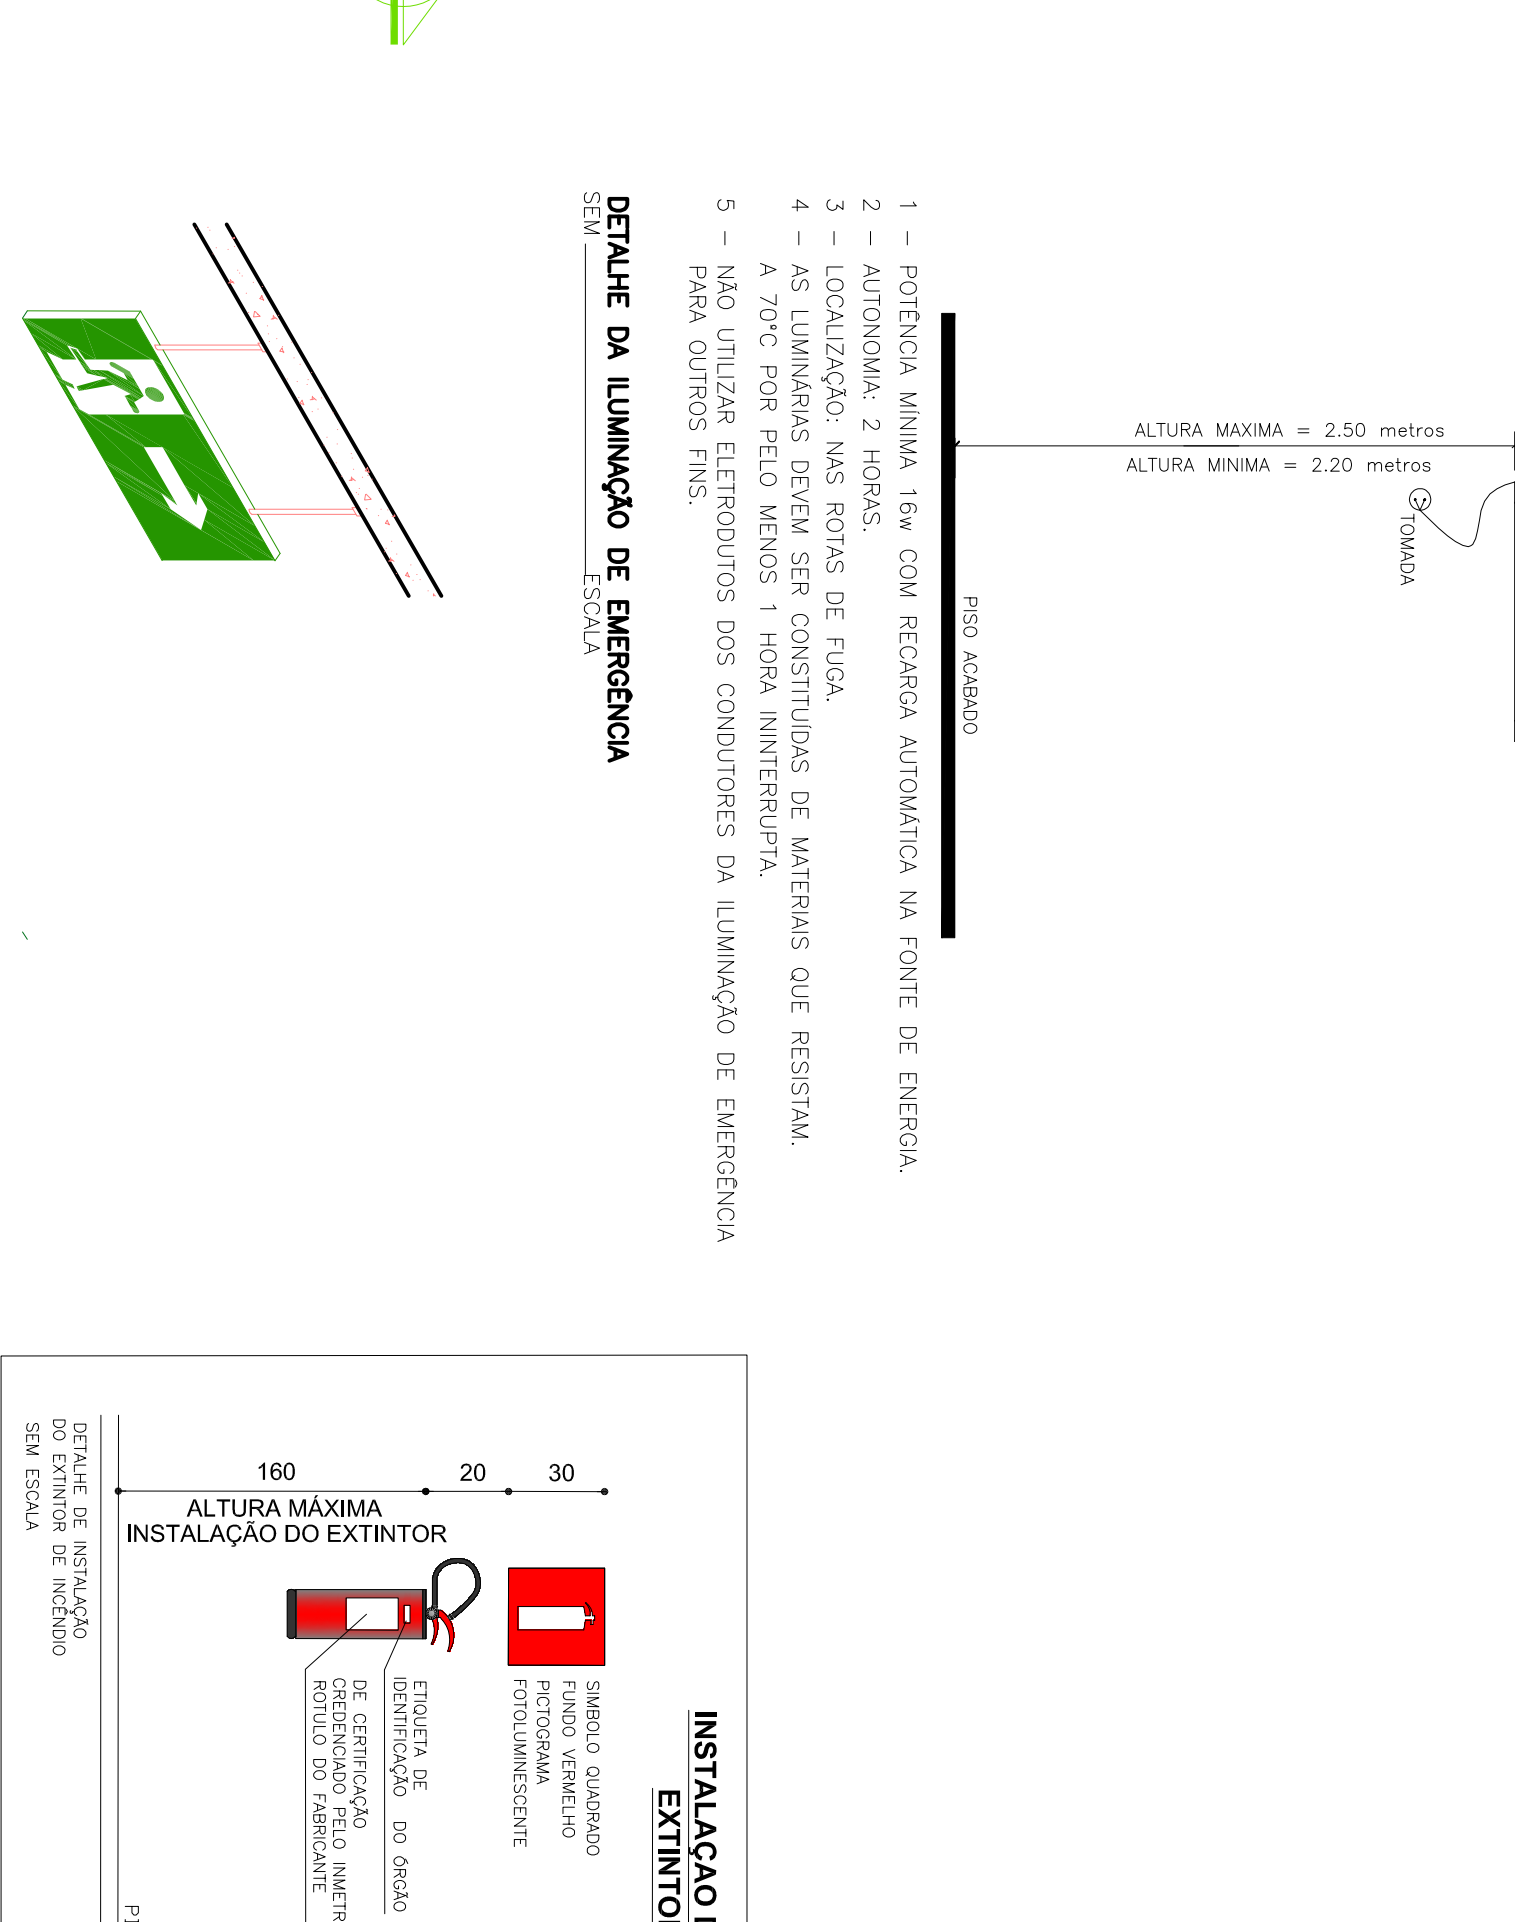 ALTURA MAXIMA = 2.50 metros
ALTURA MINIMA = 2.20 metros
TOMADA
PISO ACABADO
1 - POTÊNCIA MÍNIMA 16w COM RECARGA AUTOMÁTICA NA FONTE DE ENERGIA.
2 - AUTONOMIA: 2 HORAS.
3 - LOCALIZAÇÃO: NAS ROTAS DE FUGA.
4 - AS LUMINÁRIAS DEVEM SER CONSTITUÍDAS DE MATERIAIS QUE RESISTAM.
A 70°C POR PELO MENOS 1 HORA ININTERRUPTA.
5 - NÃO UTILIZAR ELETRODUTOS DOS CONDUTORES DA ILUMINAÇÃO DE EMERGÊNCIA
PARA OUTROS FINS.
DETALHE DA ILUMINAÇÃO DE EMERGÊNCIA
SEM ESCALA
INSTALAÇAO
EXTINTO
30
20
160
ALTURA MÁXIMA
INSTALAÇÃO DO EXTINTOR
SIMBOLO QUADRADO
FUNDO VERMELHO
PICTOGRAMA
FOTOLUMINESCENTE
ETIQUETA DE
IDENTIFICAÇÃO DO ÓRGÃO
DE CERTIFICAÇÃO
CREDENCIADO PELO INMETR
ROTULO DO FABRICANTE
DETALHE DE INSTALAÇÃO
DO EXTINTOR DE INCÊNDIO
SEM ESCALA